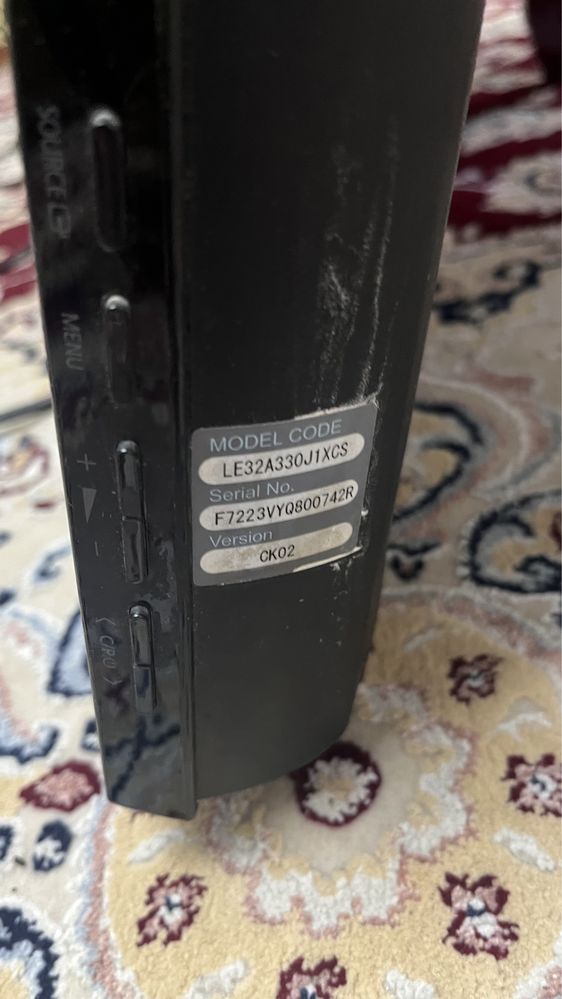 SOURCE
MENU
+
-
< CH >
MODEL CODE
LE32A330J1XCS
Serial No.
F7223VYQ800742R
Version
CK02